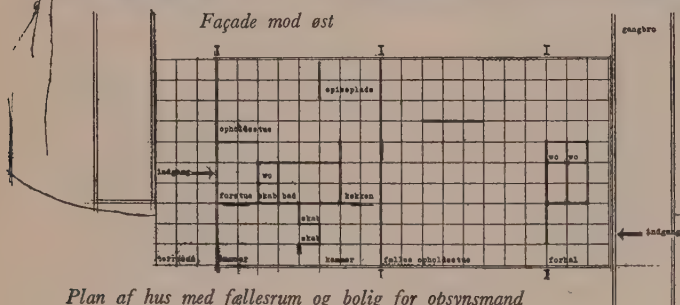 Façade mod øst
gangbro
spiseplads
opholdsstue
wc wc
indgang
wc
forstue skab bad køkken
skab
indgang
skab
terrasse kammer kammer fælles opholdsstue forhal
Plan af hus med fællesrum og bolig for opsynsmand